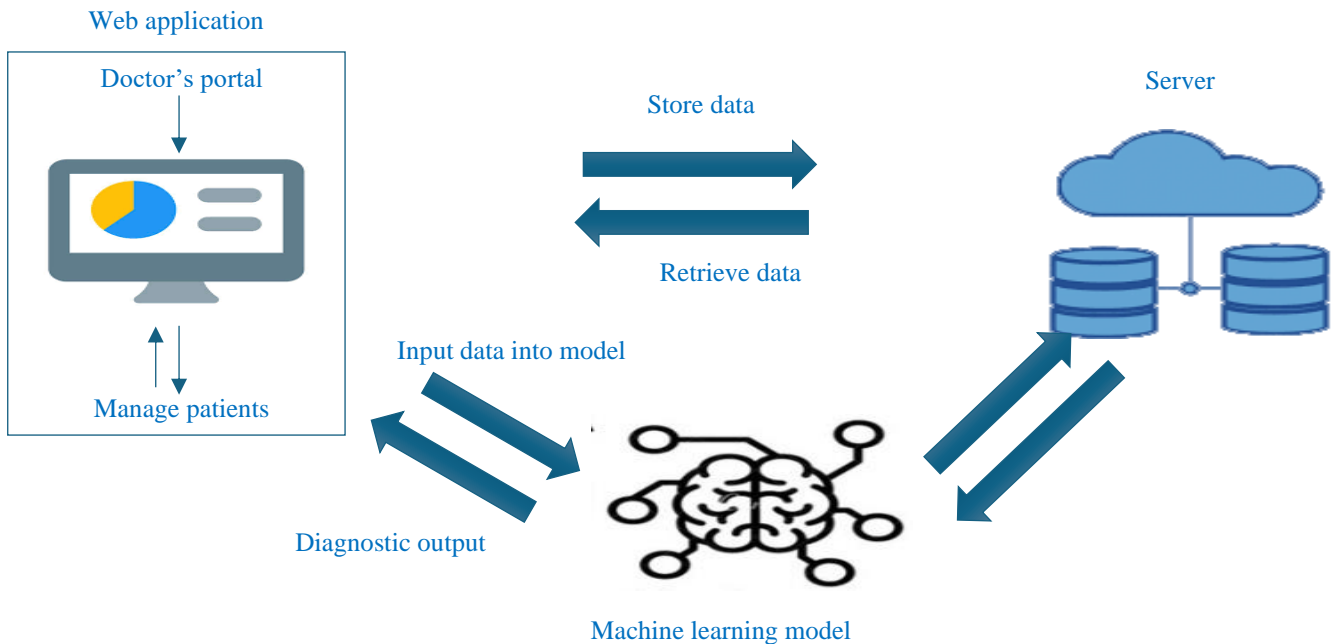 Web application
Doctor’s portal
Store data
Server
Retrieve data
Input data into model
Manage patients
Diagnostic output
Machine learning model